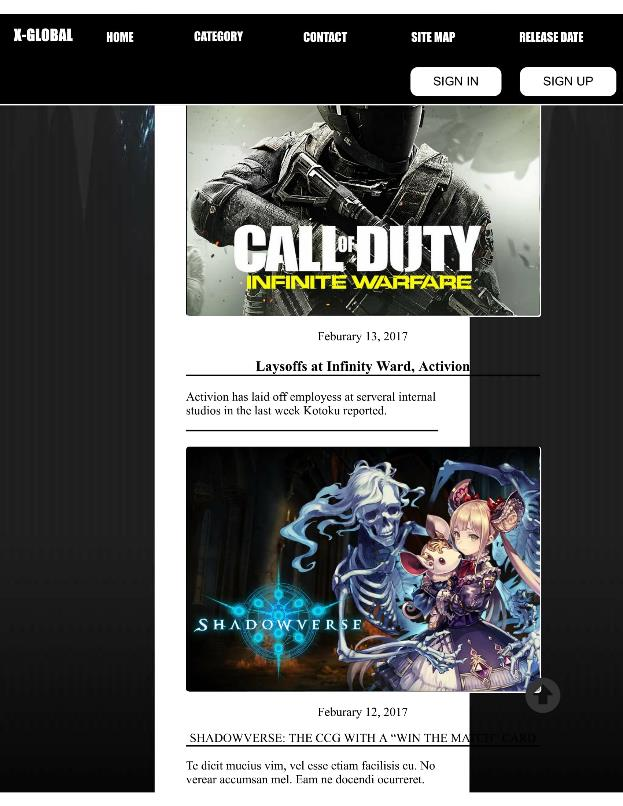 X-GLOBAL HOME CATEGORY CONTACT SITE MAP RELEASE DATE
SIGN IN SIGN UP
CALL OF DUTY
INFINITE WARFARE
Feburary 13, 2017
Laysoffs at Infinity Ward, Activion
Activion has laid off employess at serveral internal
studios in the last week Kotoku reported.
SHADOWVERSE
Feburary 12, 2017
SHADOWVERSE: THE CCG WITH A “WIN THE MATCH” CARD
Te dicit mucius vim, vel esse etiam facilisis eu. No
verear accumsan mel. Eam ne docendi ocurreret.